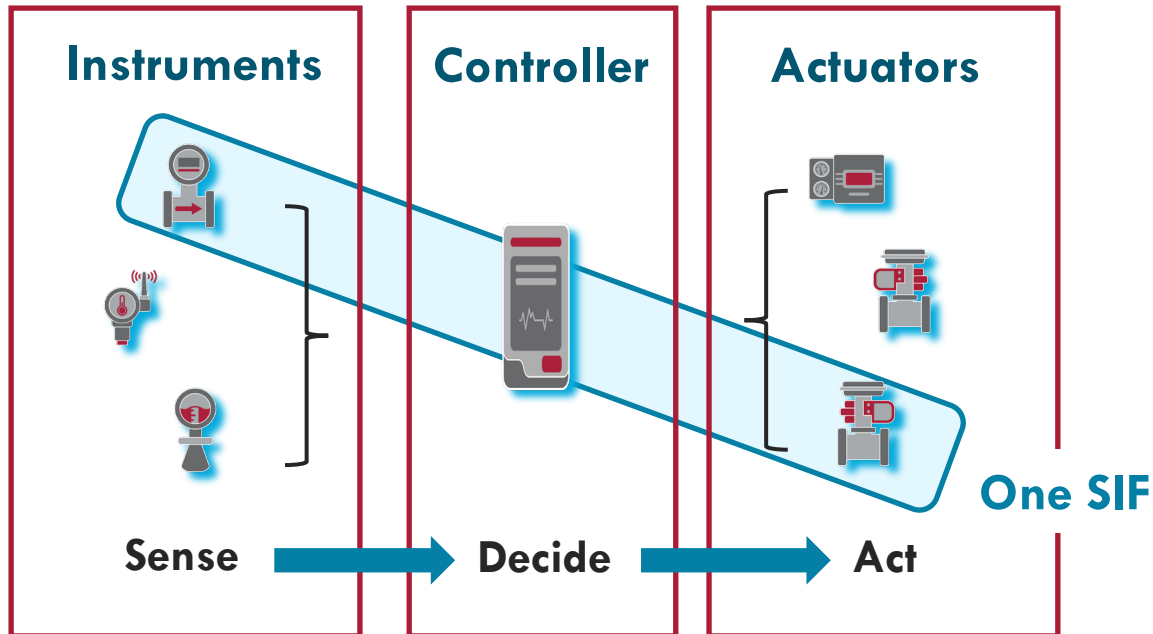 Instruments
Controller
Actuators
One SIF
Sense
Decide
Act